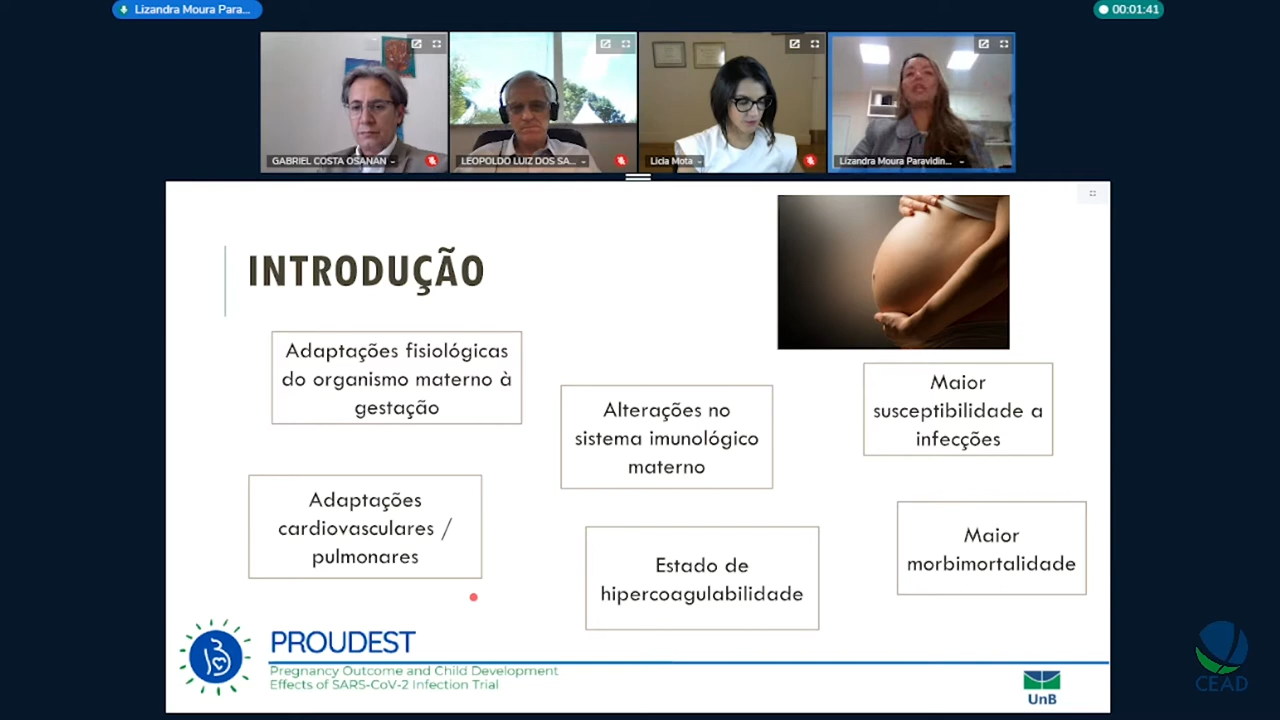 Lizandra Moura Para...
00:01:41
GABRIEL COSTA OSANAN
LEOPOLDO LUIZ DOS SA...
Licia Mota
Lizandra Moura Paravidin...
INTRODUÇÃO
Adaptações fisiológicas
do organismo materno à
gestação
Alterações no
sistema imunológico
materno
Maior
susceptibilidade a
infecções
Adaptações
cardiovasculares /
pulmonares
Estado de
hipercoagulabilidade
Maior
morbimortalidade
PROUDEST
Pregnancy Outcome and Child Development
Effects of SARS-CoV-2 Infection Trial
UnB
CEAD